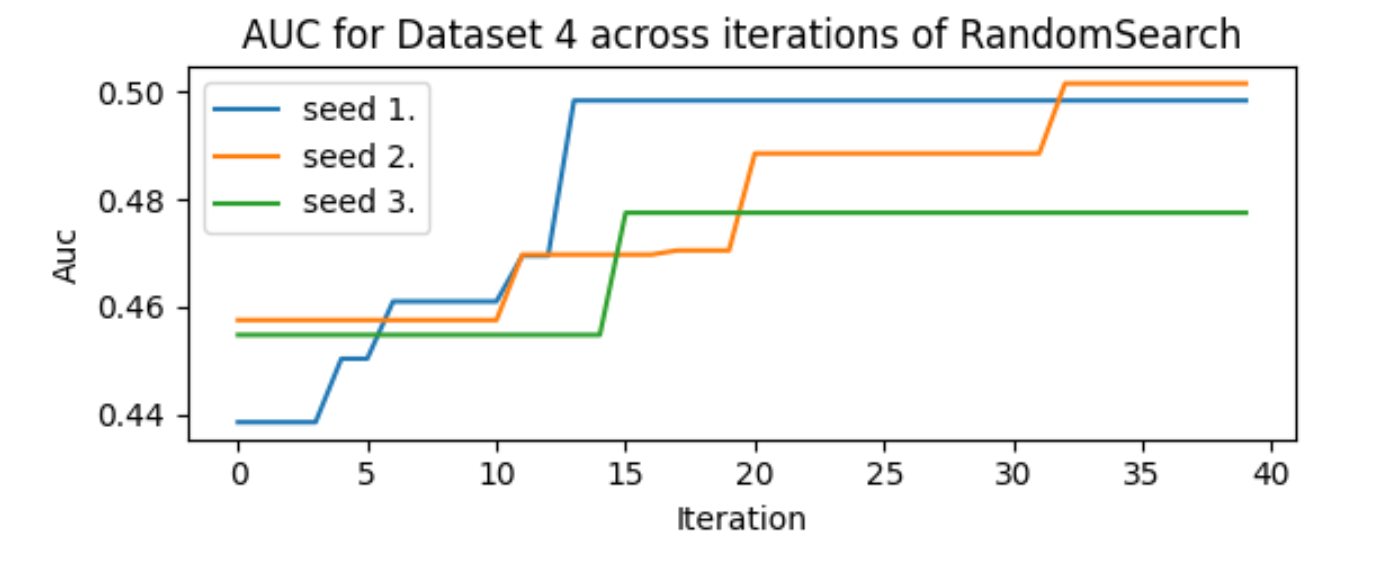 AUC for Dataset 4 across iterations of RandomSearch
seed 1.
seed 2.
seed 3.
Auc
0.50
0.48
0.46
0.44
0 5 10 15 20 25 30 35 40
Iteration